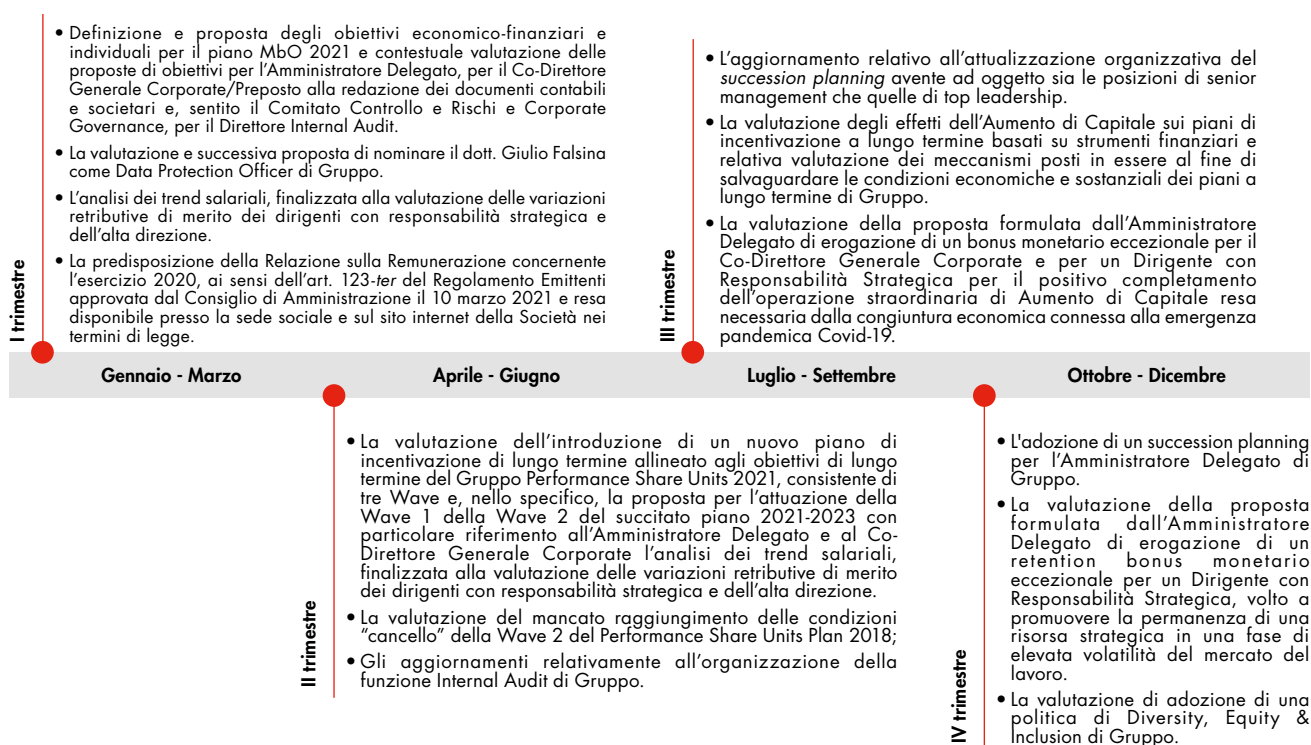 • Definizione e proposta degli obiettivi economico-finanziari e
individuali per il piano MbO 2021 e contestuale valutazione delle
proposte di obiettivi per l'Amministratore Delegato, per il Co-Direttore
Generale Corporate/Preposto alla redazione dei documenti contabili
e societari e, sentito il Comitato Controllo e Rischi e Corporate
Governance, per il Direttore Internal Audit.
• La valutazione e successiva proposta di nominare il dott. Giulio Falsina
come Data Protection Officer di Gruppo.
• L'analisi dei trend salariali, finalizzata alla valutazione delle variazioni
retributive di merito dei dirigenti con responsabilità strategica e
dell'alta direzione.
• La predisposizione della Relazione sulla Remunerazione concernente
l'esercizio 2020, ai sensi dell'art. 123-ter del Regolamento Emittenti
approvata dal Consiglio di Amministrazione il 10 marzo 2021 e resa
disponibile presso la sede sociale e sul sito internet della Società nei
termini di legge.
I trimestre
• L'aggiornamento relativo all'attualizzazione organizzativa del
succession planning avente ad oggetto sia le posizioni di senior
management che quelle di top leadership.
• La valutazione degli effetti dell'Aumento di Capitale sui piani di
incentivazione a lungo termine basati su strumenti finanziari e
relativa valutazione dei meccanismi posti in essere al fine di
salvaguardare le condizioni economiche e sostanziali dei piani a
lungo termine di Gruppo.
• La valutazione della proposta formulata dall'Amministratore
Delegato di erogazione di un bonus monetario eccezionale per il
Co-Direttore Generale Corporate e per un Dirigente con
Responsabilità Strategica per il positivo completamento
dell'operazione straordinaria di Aumento di Capitale resa
necessaria dalla congiuntura economica connessa alla emergenza
pandemica Covid-19.
III trimestre
Gennaio - Marzo
Aprile - Giugno
Luglio - Settembre
Ottobre - Dicembre
• La valutazione dell'introduzione di un nuovo piano di
incentivazione di lungo termine allineato agli obiettivi di lungo
termine del Gruppo Performance Share Units 2021, consistente di
tre Wave e, nello specifico, la proposta per l'attuazione della
Wave 1 della Wave 2 del succitato piano 2021-2023 con
particolare riferimento all'Amministratore Delegato e al Co-
Direttore Generale Corporate l'analisi dei trend salariali,
finalizzata alla valutazione delle variazioni retributive di merito
dei dirigenti con responsabilità strategica e dell'alta direzione.
• La valutazione del mancato raggiungimento delle condizioni
"cancello" della Wave 2 del Performance Share Units Plan 2018;
• Gli aggiornamenti relativamente all'organizzazione della
funzione Internal Audit di Gruppo.
II trimestre
• L'adozione di un succession planning
per l'Amministratore Delegato di
Gruppo.
• La valutazione della proposta
formulata dall'Amministratore
Delegato di erogazione di un
retention bonus monetario
eccezionale per un Dirigente con
Responsabilità Strategica, volto a
promuovere la permanenza di una
risorsa strategica in una fase di
elevata volatilità del mercato del
lavoro.
• La valutazione di adozione di una
politica di Diversity, Equity &
Inclusion di Gruppo.
IV trimestre